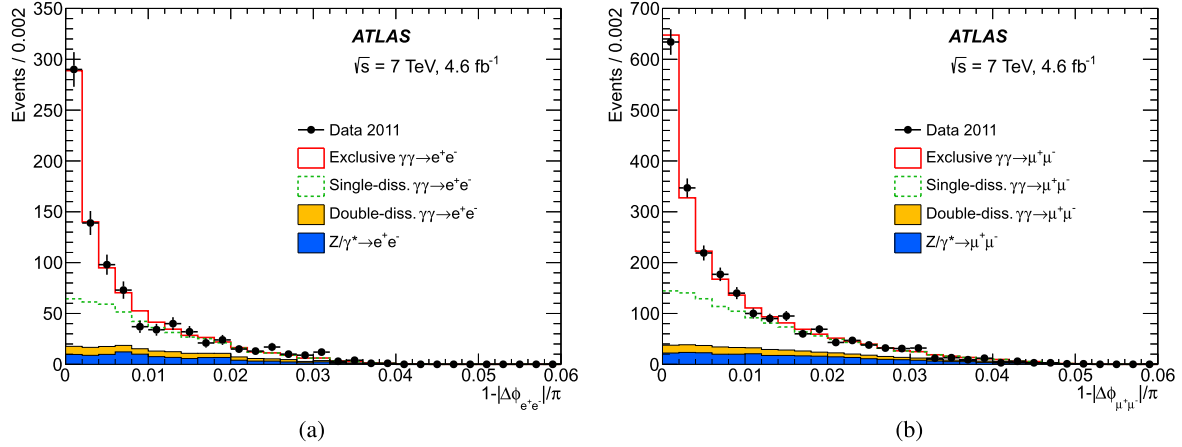 Events / 0.002
350
300
250
200
150
100
50
0
ATLAS
√s = 7 TeV, 4.6 fb⁻¹
Data 2011
Exclusive γγ→e⁺e⁻
Single-diss. γγ→e⁺e⁻
Double-diss. γγ→e⁺e⁻
Z/γ*→e⁺e⁻
0 0.01 0.02 0.03 0.04 0.05 0.06
1-|Δϕ_e⁺e⁻|/π
(a)
Events / 0.002
700
600
500
400
300
200
100
0
ATLAS
√s = 7 TeV, 4.6 fb⁻¹
Data 2011
Exclusive γγ→μ⁺μ⁻
Single-diss. γγ→μ⁺μ⁻
Double-diss. γγ→μ⁺μ⁻
Z/γ*→μ⁺μ⁻
0 0.01 0.02 0.03 0.04 0.05 0.06
1-|Δϕ_μ⁺μ⁻|/π
(b)